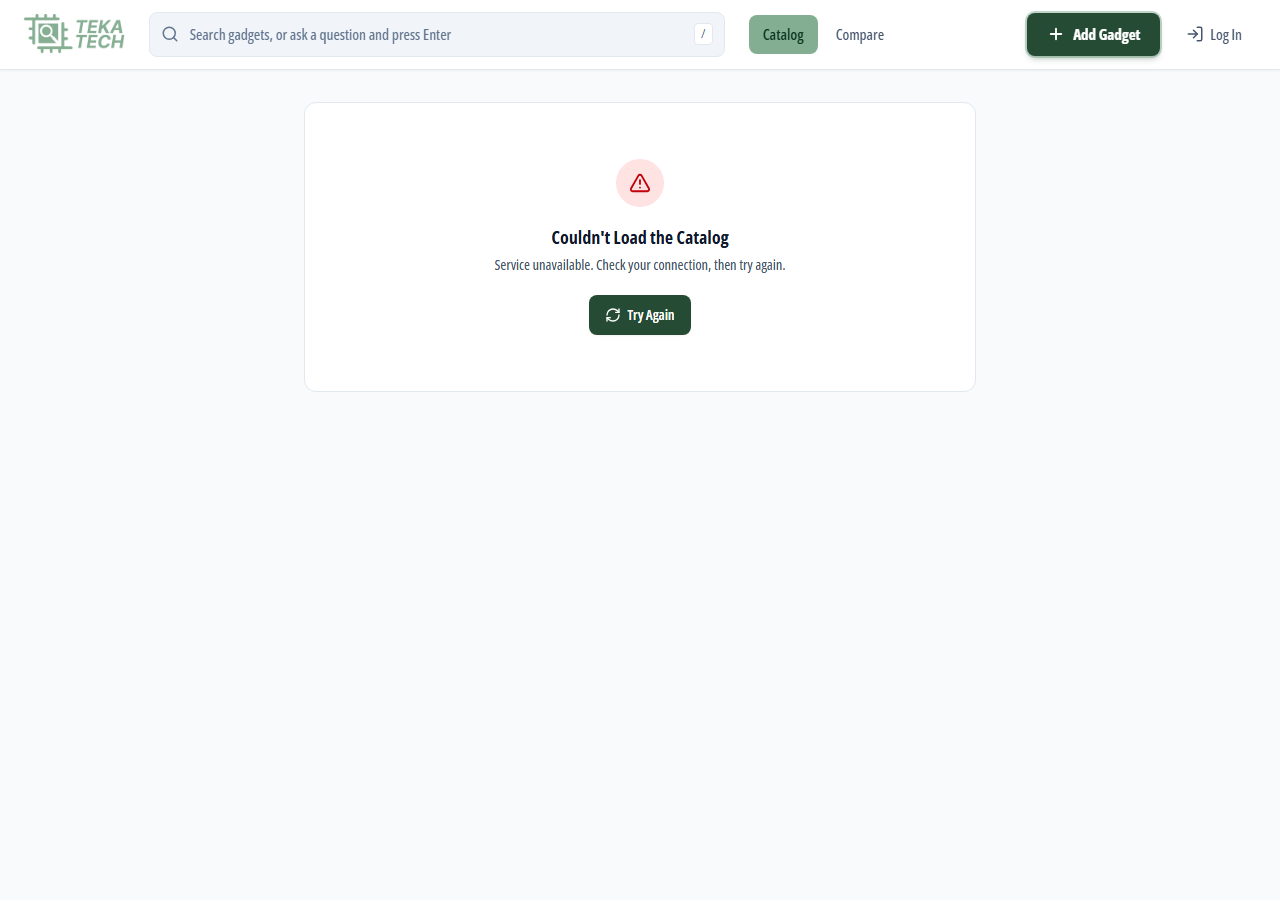 TEKA
TECH
Search gadgets, or ask a question and press Enter
/
Catalog
Compare
Add Gadget
Log In
Couldn't Load the Catalog
Service unavailable. Check your connection, then try again.
Try Again